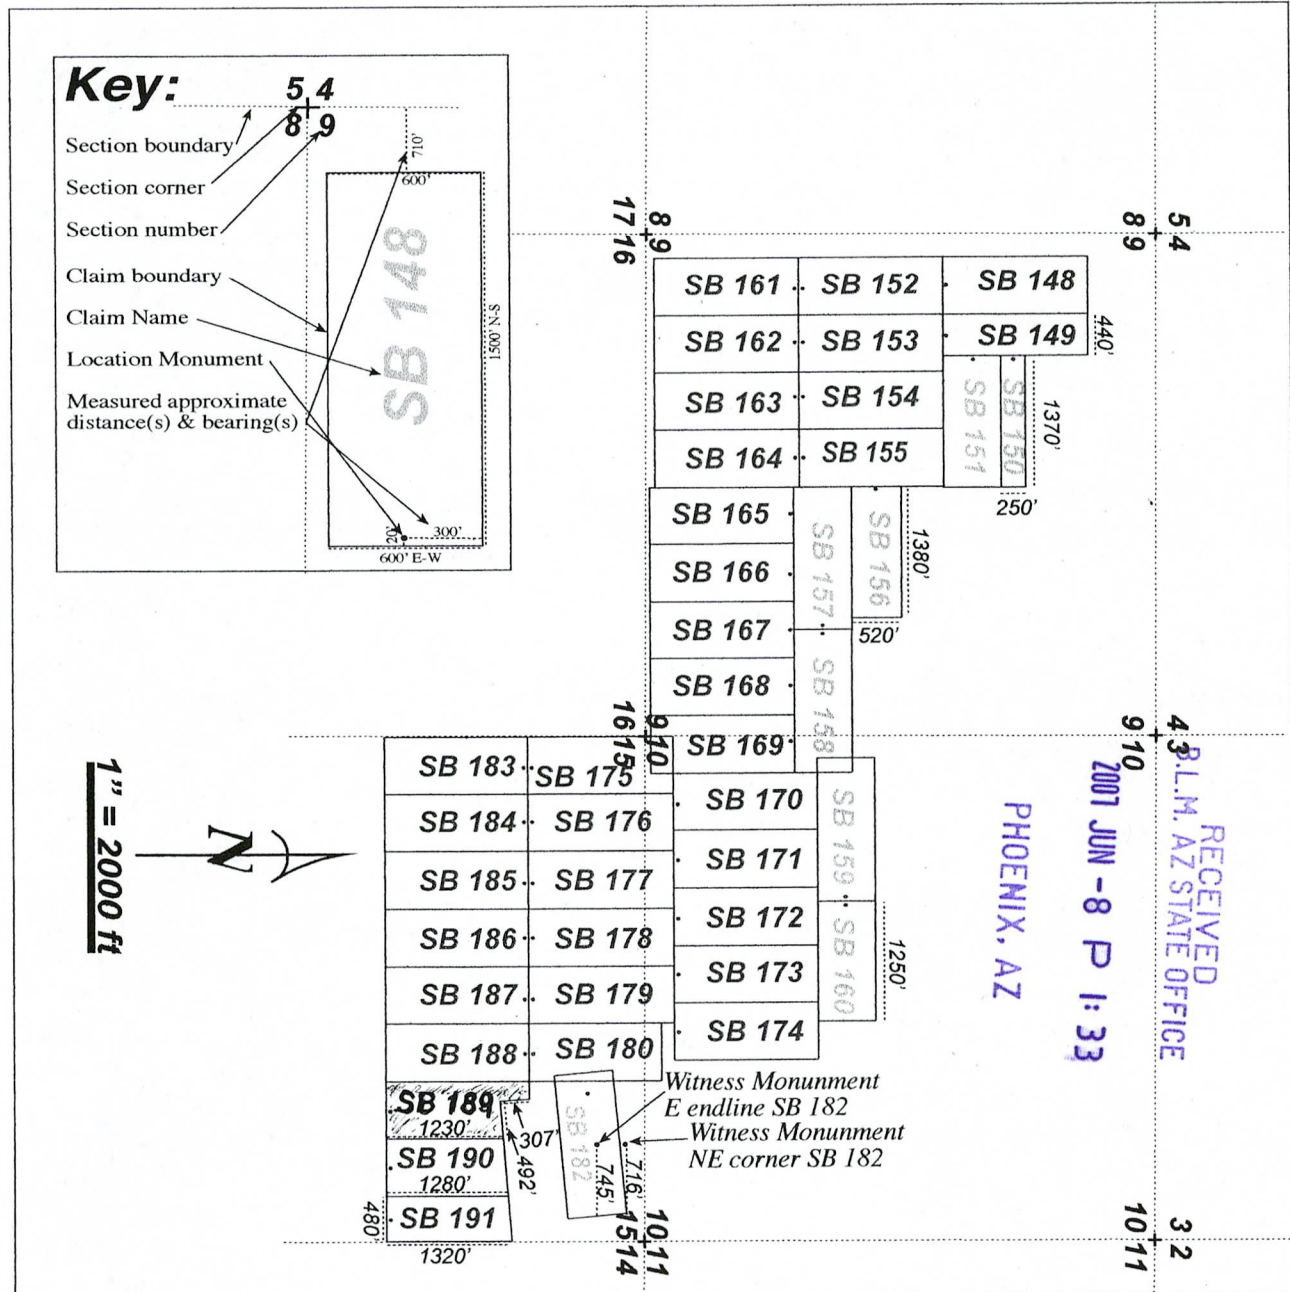 Key:
5 4
8 9
Section boundary
Section corner
Section number
Claim boundary
Claim Name
Location Monument
Measured approximate
distance(s) & bearing(s)
710'
600'
SB 148
1500' N-S
20'
300'
600' E-W
17 16
8 9
8 9
5 4
SB 161
SB 152
SB 148
SB 162
SB 153
SB 149
440'
SB 163
SB 154
SB 151
SB 150
1370'
SB 164
SB 155
250'
SB 165
SB 157
SB 156
1380'
SB 166
SB 167
520'
SB 168
SB 158
SB 169
16 15
9 10
9 10
4 3
SB 183
SB 175
SB 170
SB 159
SB 184
SB 176
SB 171
SB 185
SB 177
SB 172
SB 160
1250'
SB 186
SB 178
SB 173
SB 187
SB 179
SB 174
SB 188
SB 180
1" = 2000 ft
N
RECEIVED
B.L.M. AZ STATE OFFICE
2007 JUN -8 P 1: 33
PHOENIX, AZ
SB 189
1230'
307'
492'
SB 182
Witness Monunment
E endline SB 182
Witness Monunment
NE corner SB 182
745'
716'
SB 190
1280'
480'
SB 191
1320'
15 14
10 11
10 11
3 2